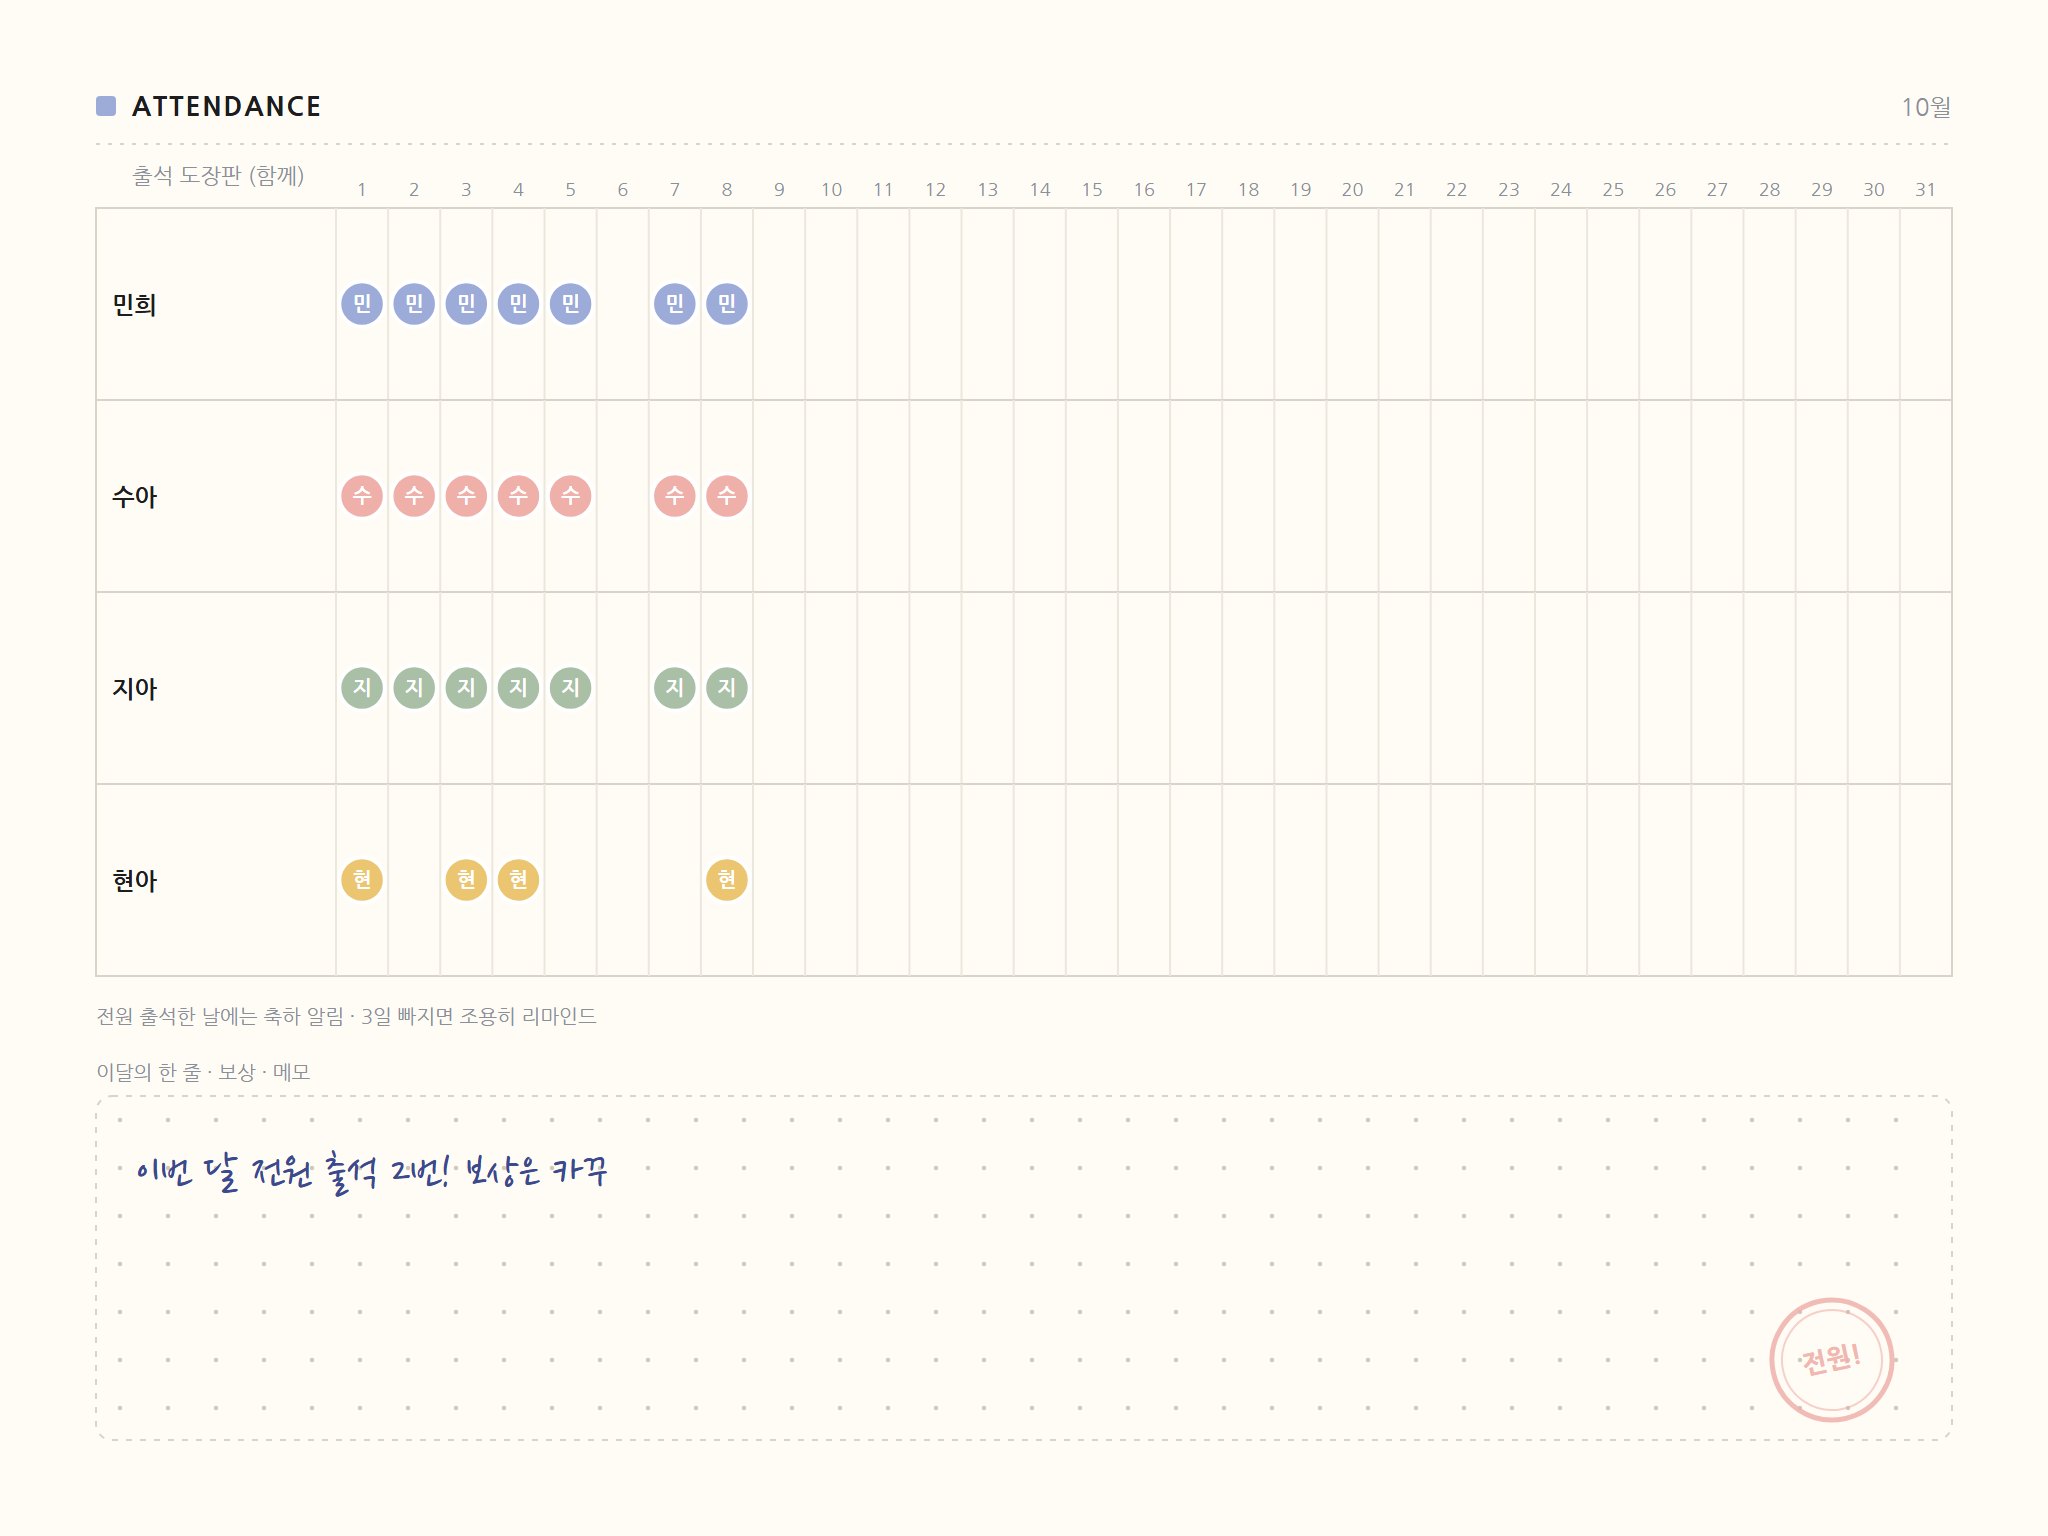 ATTENDANCE
10월
출석 도장판 (함께)
1 2 3 4 5 6 7 8 9 10 11 12 13 14 15 16 17 18 19 20 21 22 23 24 25 26 27 28 29 30 31
민희 민 민 민 민 민 민 민
수아 수 수 수 수 수 수 수
지아 지 지 지 지 지 지 지
현아 현 현 현 현
전원 출석한 날에는 축하 알림 · 3일 빠지면 조용히 리마인드
이달의 한 줄 · 보상 · 메모
이번 달 전원 출석 2번! 보상은 카꾸
전원!